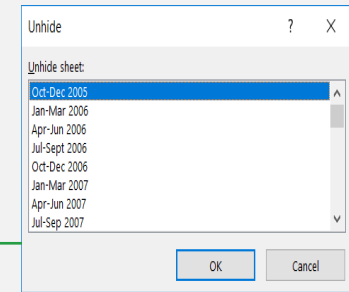 Unhide ? X
Unhide sheet:
Oct-Dec 2005
Jan-Mar 2006
Apr-Jun 2006
Jul-Sept 2006
Oct-Dec 2006
Jan-Mar 2007
Apr-Jun 2007
Jul-Sep 2007
OK Cancel